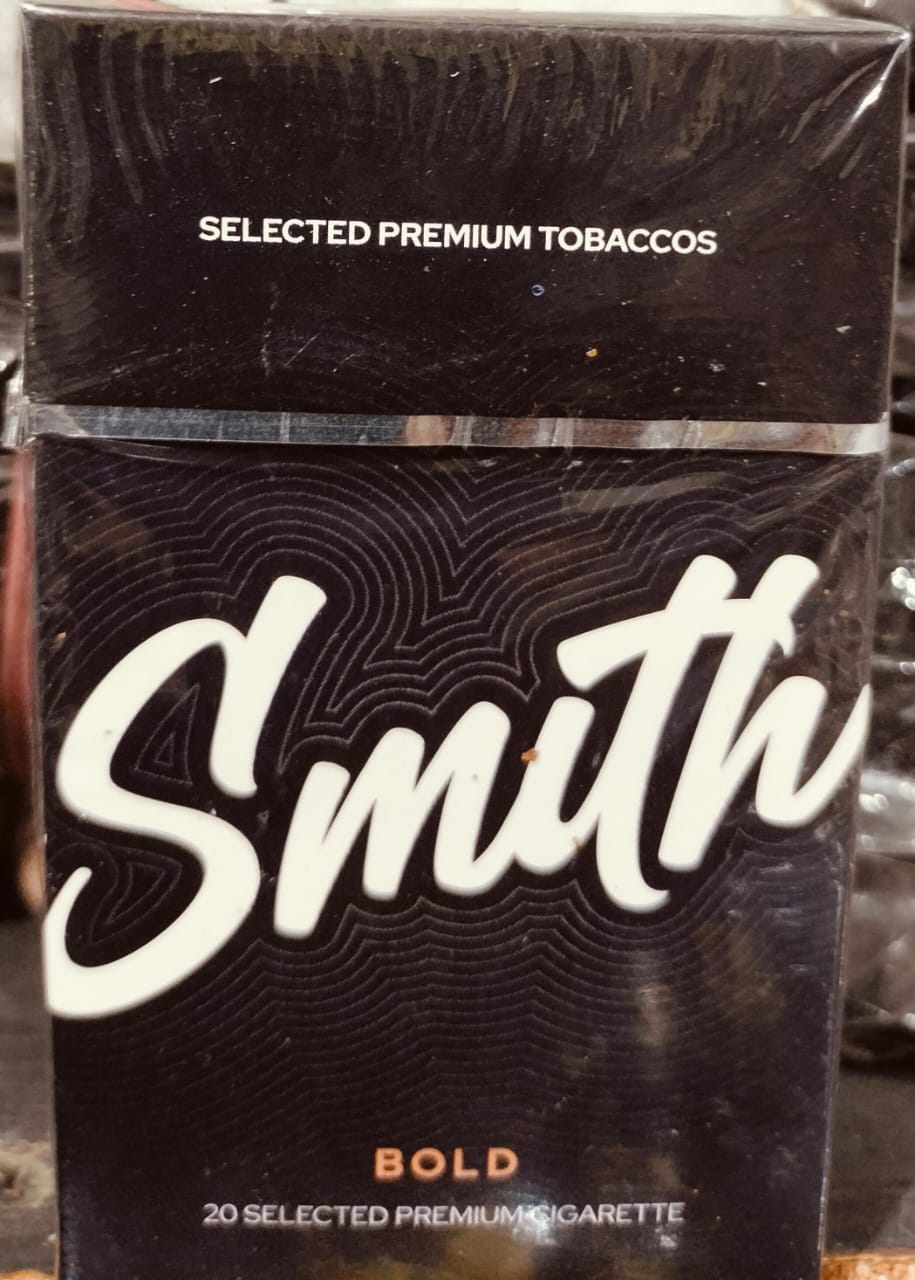 SELECTED PREMIUM TOBACCOS
Smith
BOLD
20 SELECTED PREMIUM CIGARETTE